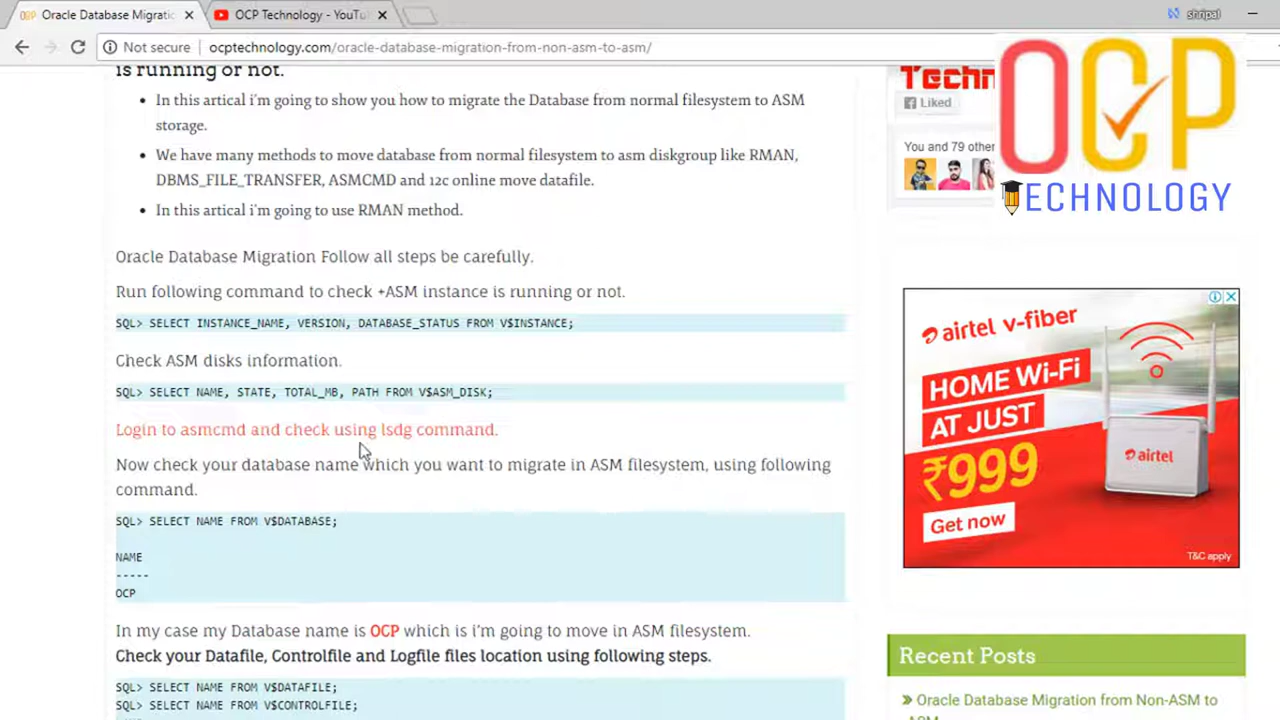 Oracle Database Migratio
OCP Technology - YouTu
shripal
Not secure
ocptechnology.com/oracle-database-migration-from-non-asm-to-asm/
is running or not.
In this artical i'm going to show you how to migrate the Database from normal filesystem to ASM
storage.
We have many methods to move database from normal filesystem to asm diskgroup like RMAN,
DBMS_FILE_TRANSFER, ASMCMD and 12c online move datafile.
In this artical i'm going to use RMAN method.
Oracle Database Migration Follow all steps be carefully.
Run following command to check +ASM instance is running or not.
SQL> SELECT INSTANCE_NAME, VERSION, DATABASE_STATUS FROM V$INSTANCE;
Check ASM disks information.
SQL> SELECT NAME, STATE, TOTAL_MB, PATH FROM V$ASM_DISK;
Login to asmcmd and check using lsdg command.
Now check your database name which you want to migrate in ASM filesystem, using following
command.
SQL> SELECT NAME FROM V$DATABASE;
NAME
-----
OCP
In my case my Database name is OCP which is i'm going to move in ASM filesystem.
Check your Datafile, Controlfile and Logfile files location using following steps.
SQL> SELECT NAME FROM V$DATAFILE;
SQL> SELECT NAME FROM V$CONTROLFILE;
Techn
Liked
You and 79 other
OCP
TECHNOLOGY
airtel v-fiber
HOME Wi-Fi
AT JUST
₹999
Get now
airtel
T&C apply
Recent Posts
Oracle Database Migration from Non-ASM to